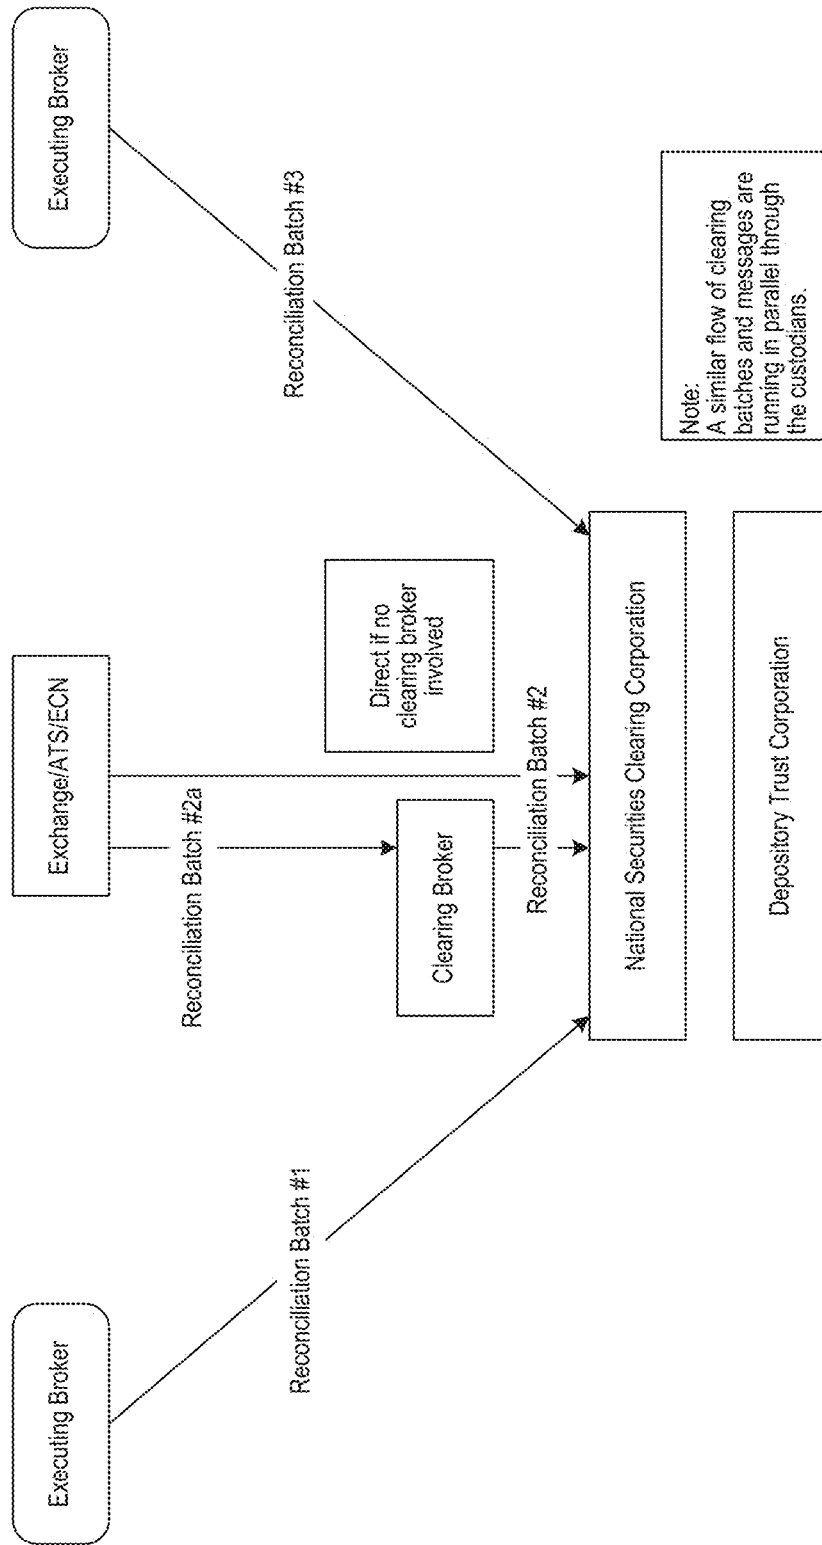 Executing Broker
Exchange/ATS/ECN
Executing Broker
Reconciliation Batch #2a
Reconciliation Batch #1
Reconciliation Batch #3
Direct if no
clearing broker
involved
Clearing Broker
Reconciliation Batch #2
National Securities Clearing Corporation
Depository Trust Corporation
Note:
A similar flow of clearing
batches and messages are
running in parallel through
the custodians.